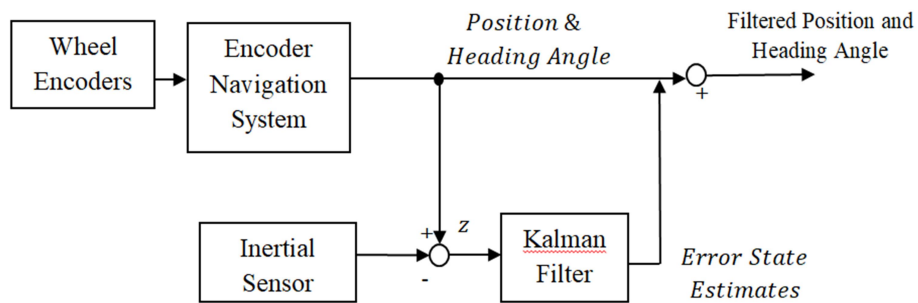 Wheel
Encoders
Encoder
Navigation
System
Position &
Heading Angle
Filtered Position and
Heading Angle
+
Inertial
Sensor
+
-
z
Kalman
Filter
Error State
Estimates